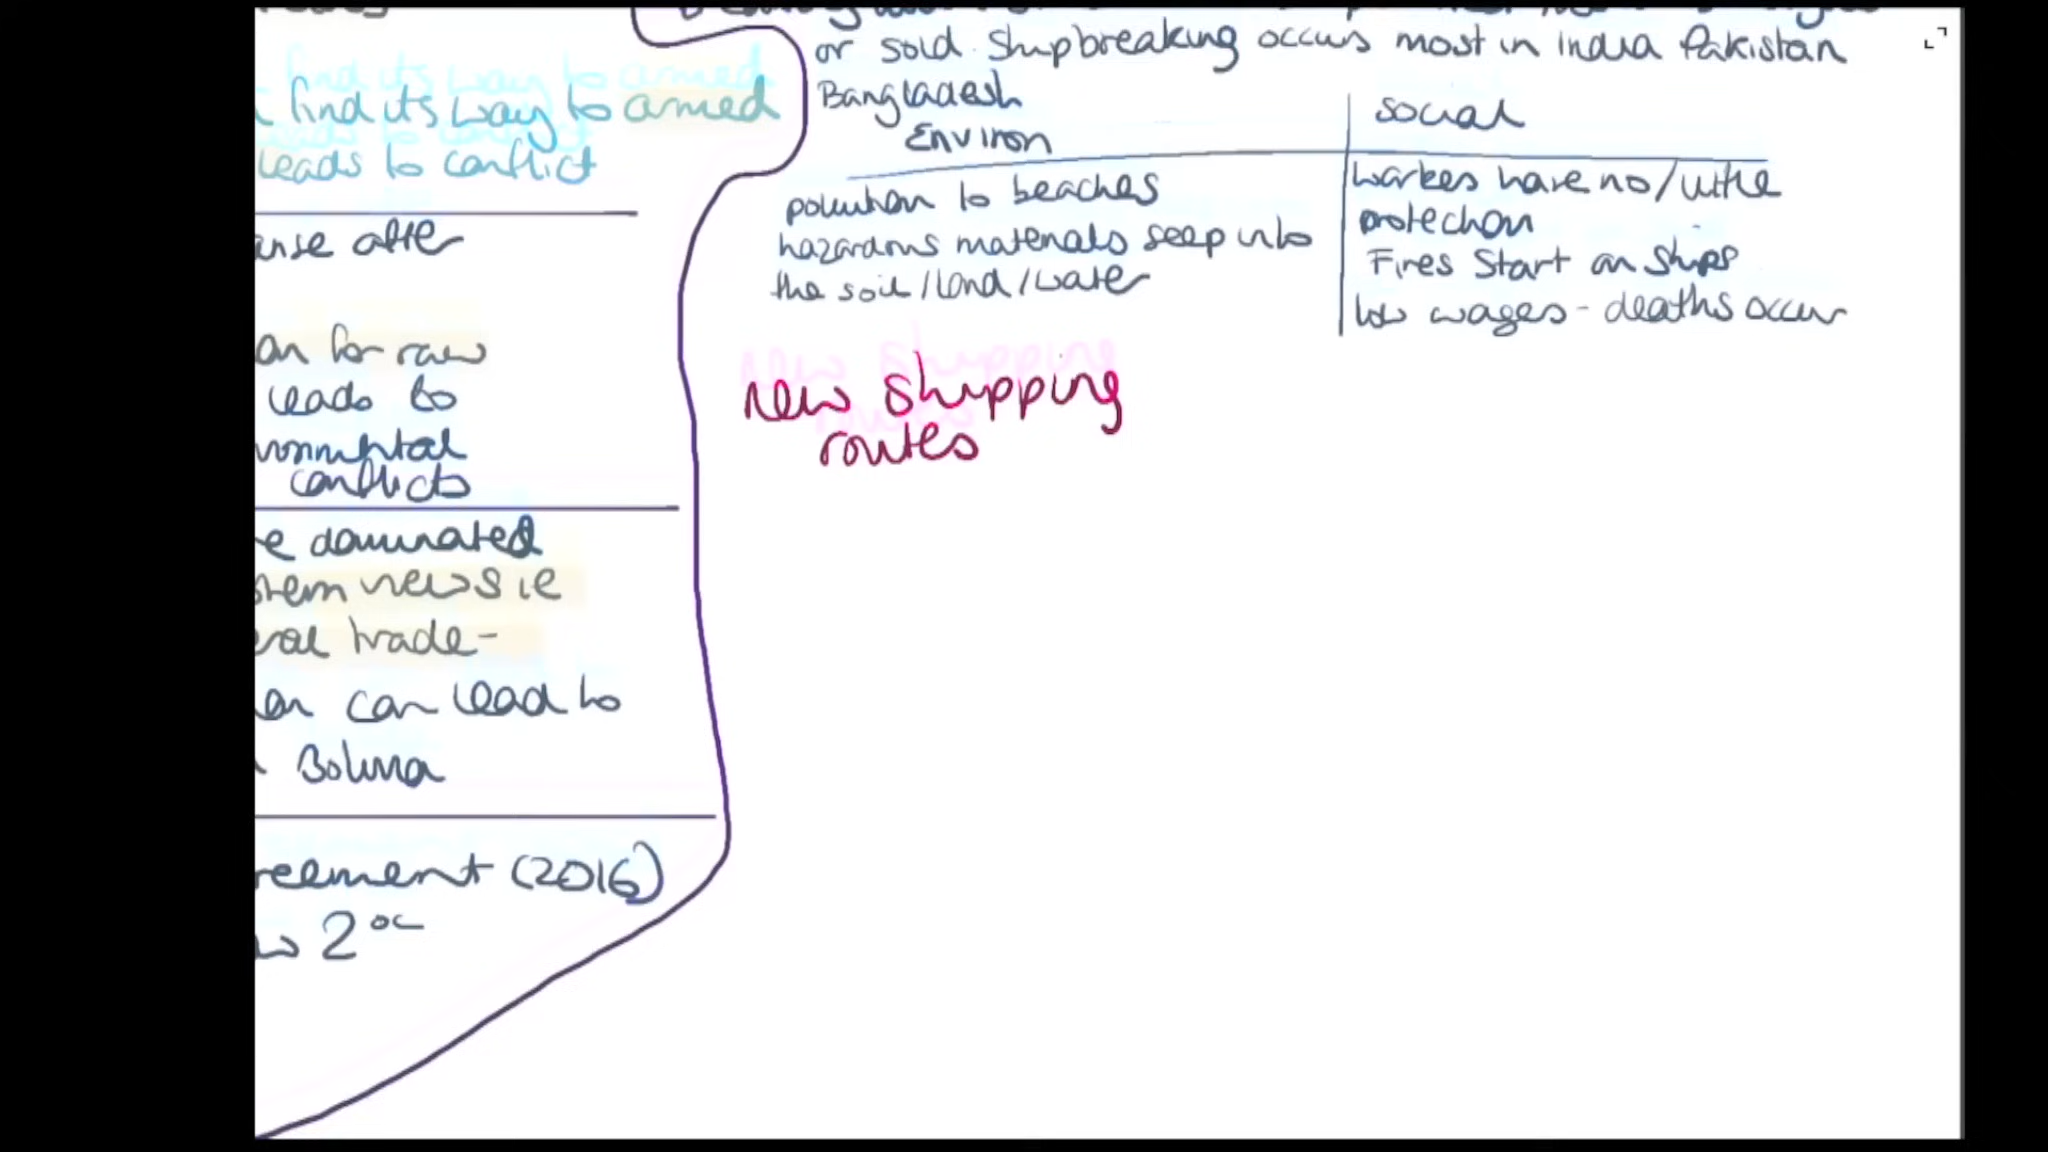 find its way to armed
leads to conflict
arise after
on for raw
leads to
conflicts
dominated
news ie
trade-
can lead to
Bolivia
reement (2016)
2°C
or sold. Shipbreaking occurs most in India Pakistan
Bangladesh
Environ
pollution to beaches
hazardous materials seep into
the soil/land/water
social
workers have no/little
protection
Fires Start on ships
low wages - deaths occur
new shipping
routes